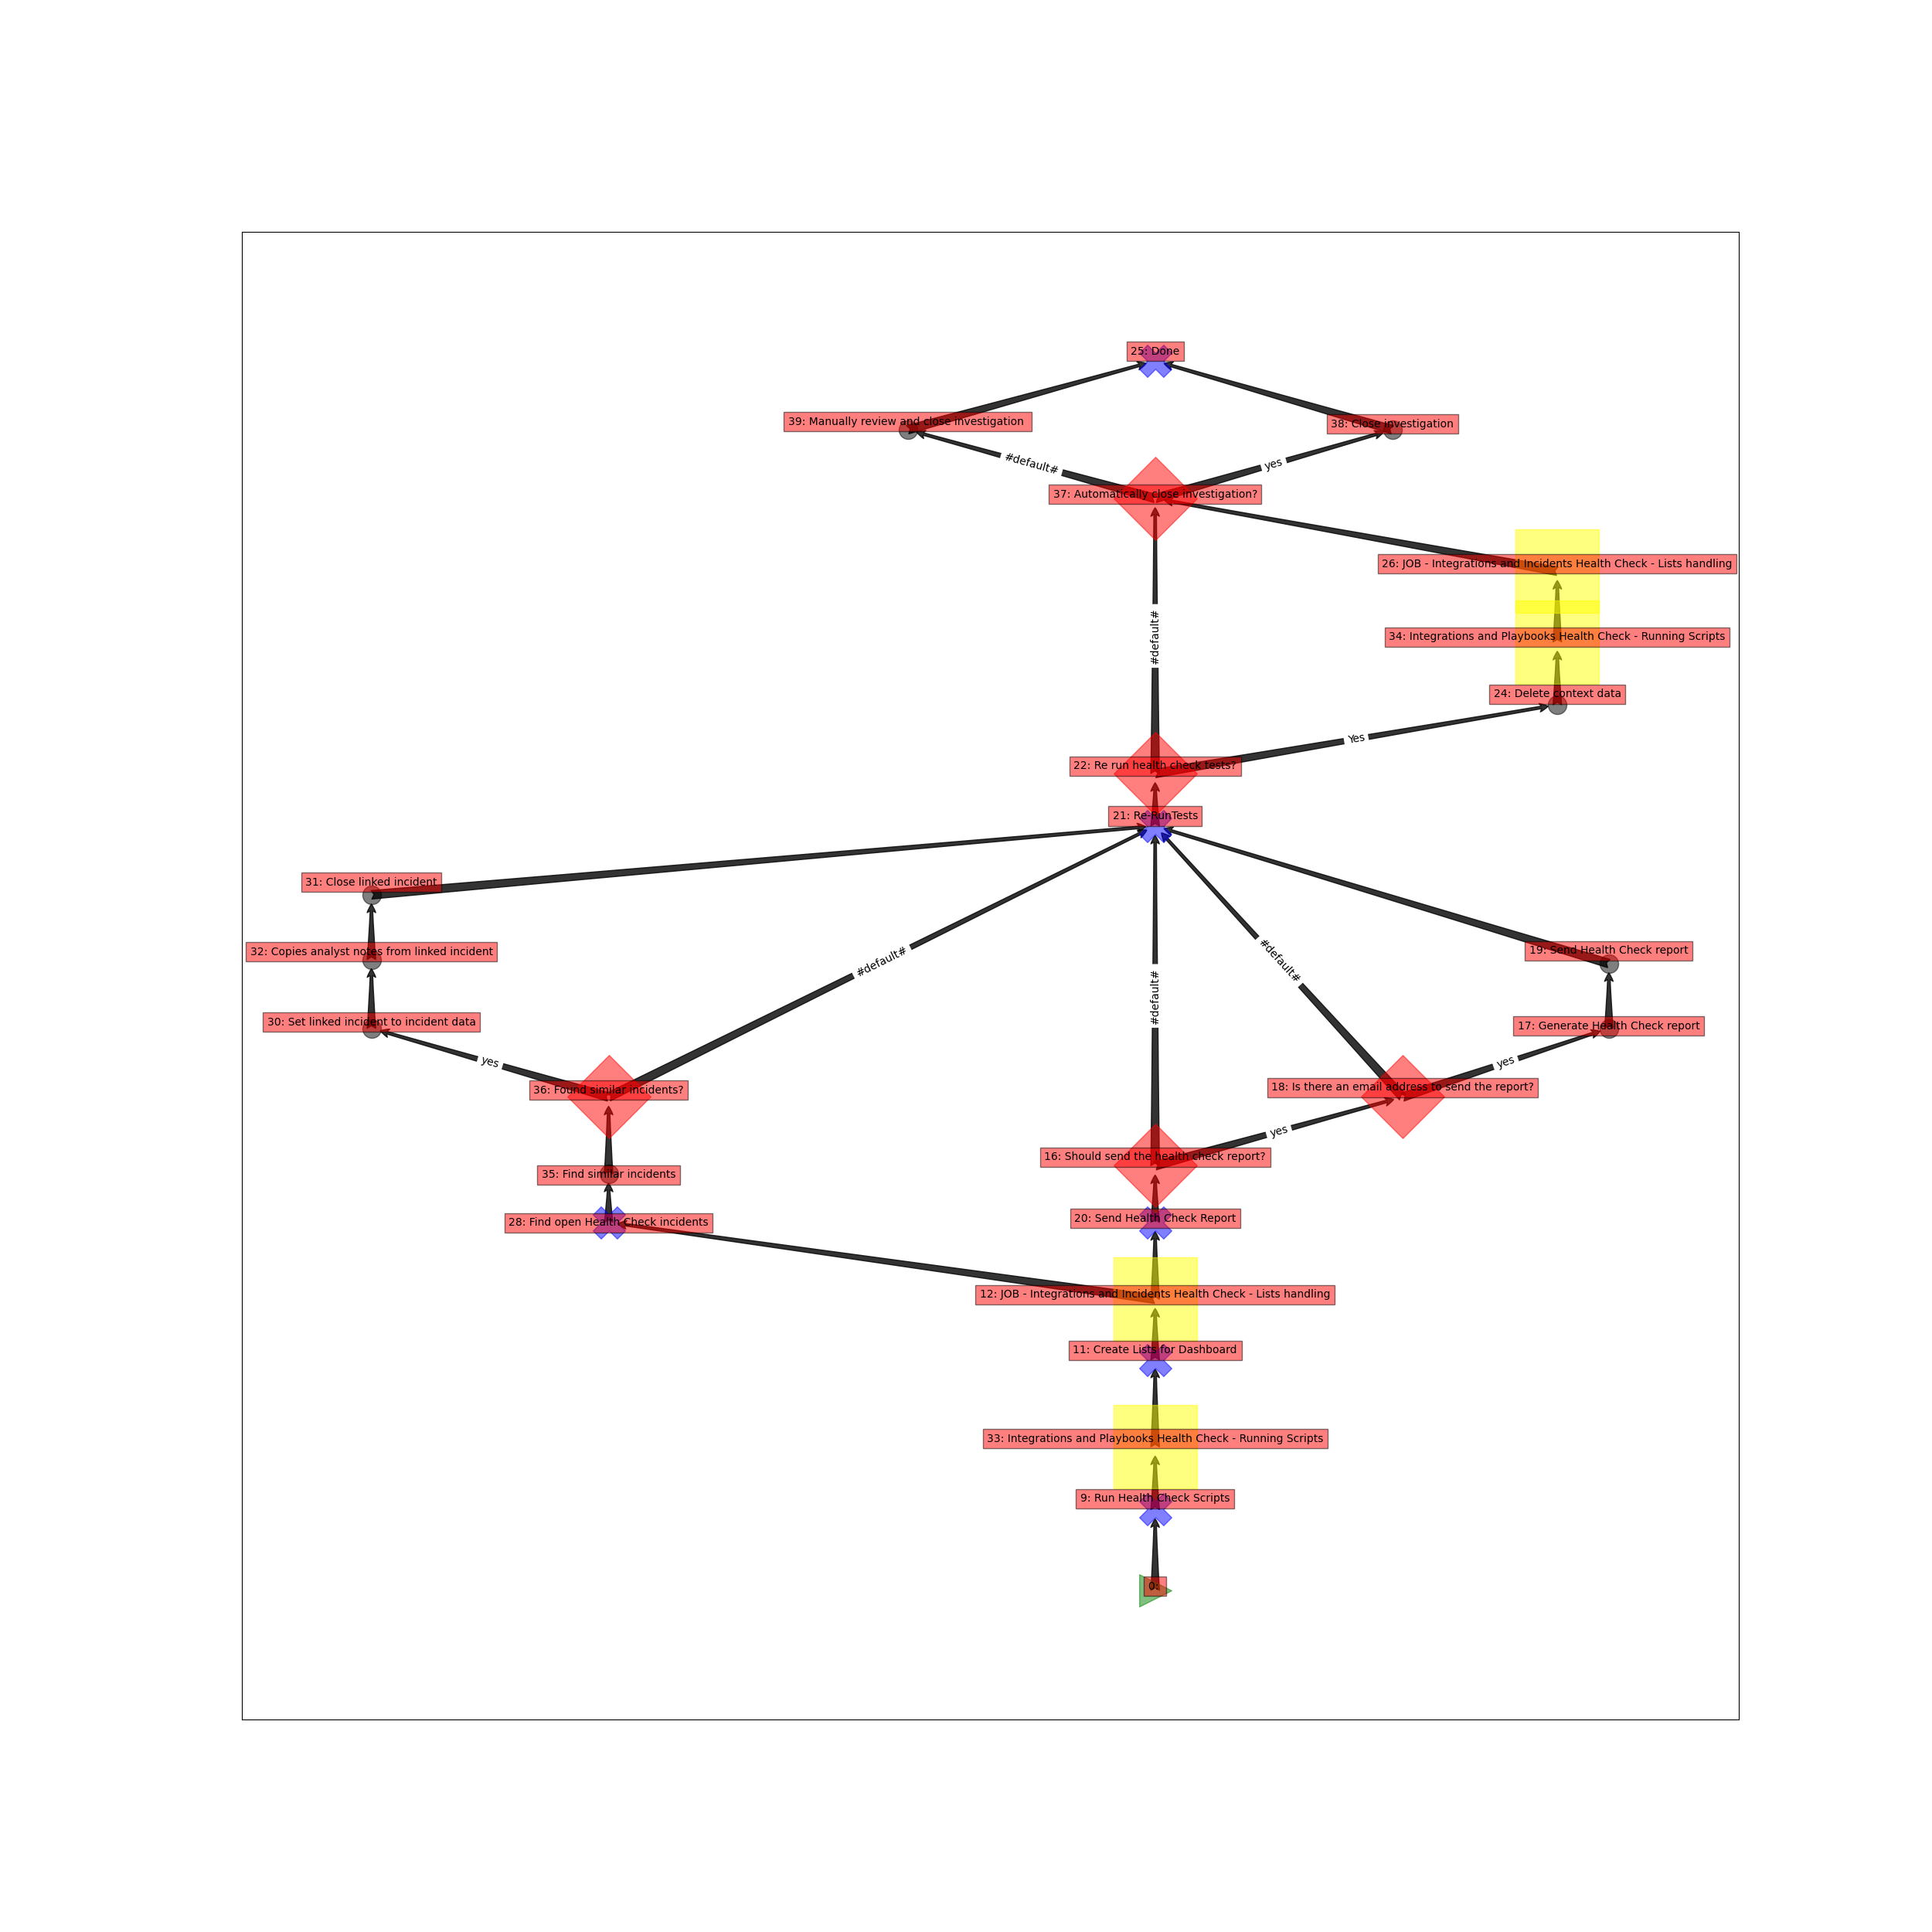 25: Done
39: Manually review and close investigation
38: Close investigation
#default#
yes
37: Automatically close investigation?
26: JOB - Integrations and Incidents Health Check - Lists handling
#default#
34: Integrations and Playbooks Health Check - Running Scripts
24: Delete context data
Yes
22: Re run health check tests?
21: Re-RunTests
31: Close linked incident
32: Copies analyst notes from linked incident
19: Send Health Check report
#default#
#default#
#default#
30: Set linked incident to incident data
17: Generate Health Check report
yes
yes
36: Found similar incidents?
18: Is there an email address to send the report?
yes
16: Should send the health check report?
35: Find similar incidents
28: Find open Health Check incidents
20: Send Health Check Report
12: JOB - Integrations and Incidents Health Check - Lists handling
11: Create Lists for Dashboard
33: Integrations and Playbooks Health Check - Running Scripts
9: Run Health Check Scripts
0: